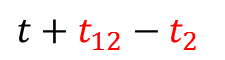 t + t₁₂ − t₂